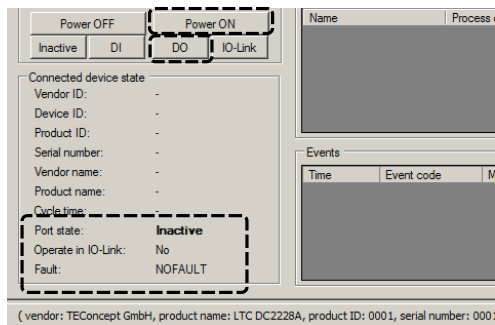 Power OFF Power ON
Inactive DI DO IO-Link
Connected device state
Vendor ID: -
Device ID: -
Product ID: -
Serial number: -
Vendor name: -
Product name: -
Cycle time: -
Port state: Inactive
Operate in IO-Link: No
Fault: NOFAULT
Name Process
Events
Time Event code M
( vendor: TEConcept GmbH, product name: LTC DC2228A, product ID: 0001, serial number: 0001